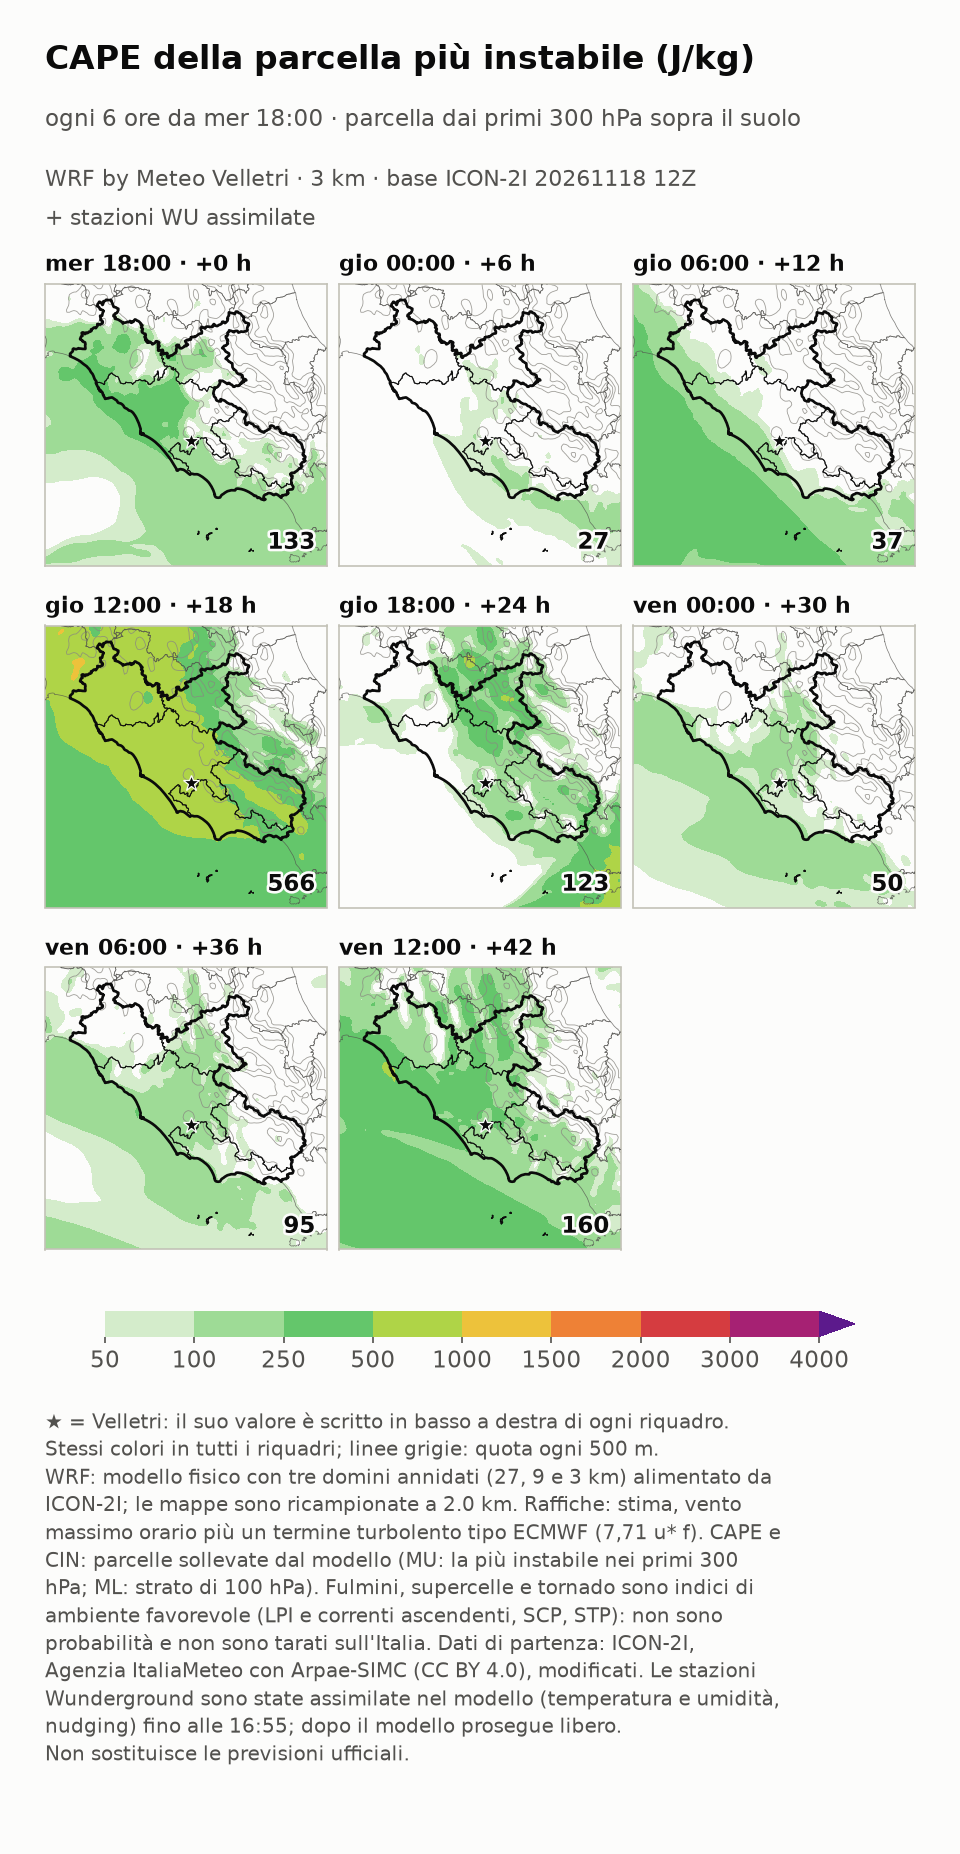 CAPE della parcella più instabile (J/kg)
ogni 6 ore da mer 18:00 · parcella dai primi 300 hPa sopra il suolo
WRF by Meteo Velletri · 3 km · base ICON-2I 20261118 12Z
+ stazioni WU assimilate
mer 18:00 · +0 h
gio 00:00 · +6 h
gio 06:00 · +12 h
133
27
37
gio 12:00 · +18 h
gio 18:00 · +24 h
ven 00:00 · +30 h
566
123
50
ven 06:00 · +36 h
ven 12:00 · +42 h
95
160
50 100 250 500 1000 1500 2000 3000 4000
★ = Velletri: il suo valore è scritto in basso a destra di ogni riquadro.
Stessi colori in tutti i riquadri; linee grigie: quota ogni 500 m.
WRF: modello fisico con tre domini annidati (27, 9 e 3 km) alimentato da
ICON-2I; le mappe sono ricampionate a 2.0 km. Raffiche: stima, vento
massimo orario più un termine turbolento tipo ECMWF (7,71 u* f). CAPE e
CIN: parcelle sollevate dal modello (MU: la più instabile nei primi 300
hPa; ML: strato di 100 hPa). Fulmini, supercelle e tornado sono indici di
ambiente favorevole (LPI e correnti ascendenti, SCP, STP): non sono
probabilità e non sono tarati sull'Italia. Dati di partenza: ICON-2I,
Agenzia ItaliaMeteo con Arpae-SIMC (CC BY 4.0), modificati. Le stazioni
Wunderground sono state assimilate nel modello (temperatura e umidità,
nudging) fino alle 16:55; dopo il modello prosegue libero.
Non sostituisce le previsioni ufficiali.